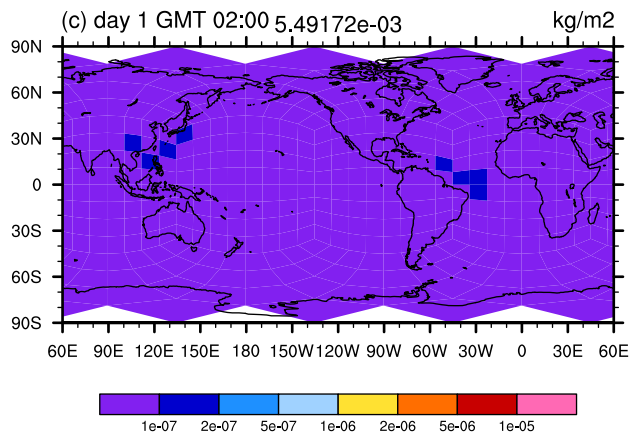 (c) day 1 GMT 02:00 5.49172e-03 kg/m2
90N
60N
30N
0
30S
60S
90S
60E 90E 120E 150E 180 150W 120W 90W 60W 30W 0 30E 60E
1e-07 2e-07 5e-07 1e-06 2e-06 5e-06 1e-05